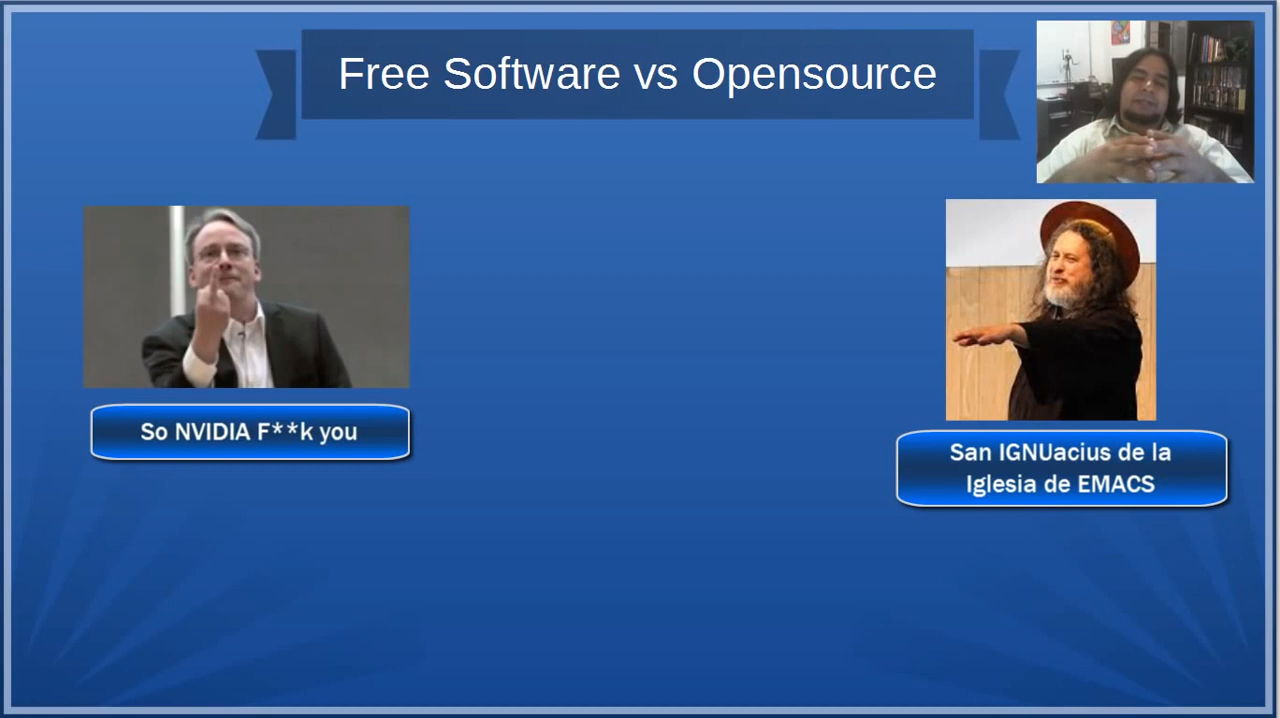 Free Software vs Opensource
So NVIDIA F**k you
San IGNUacius de la
Iglesia de EMACS